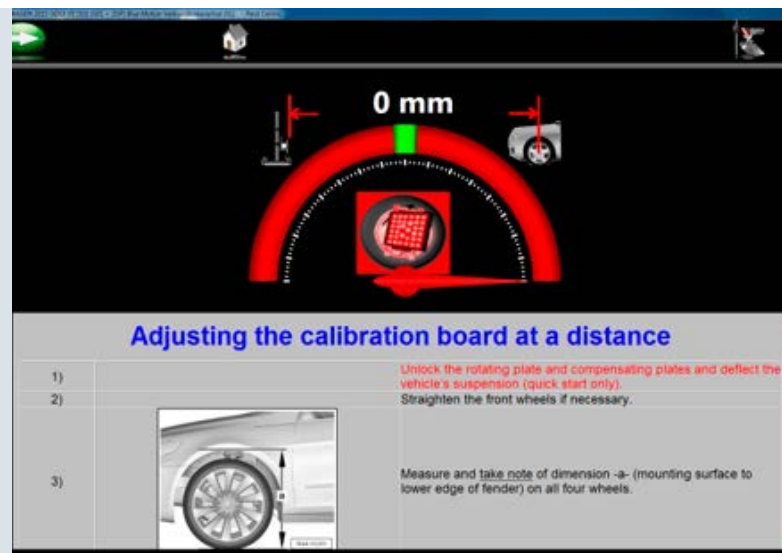 0 mm
Adjusting the calibration board at a distance
1)
Unlock the rotating plate and compensating plates and deflect the
vehicle's suspension (quick start only).
2)
Straighten the front wheels if necessary.
3)
Measure and take note of dimension -a- (mounting surface to
lower edge of fender) on all four wheels.